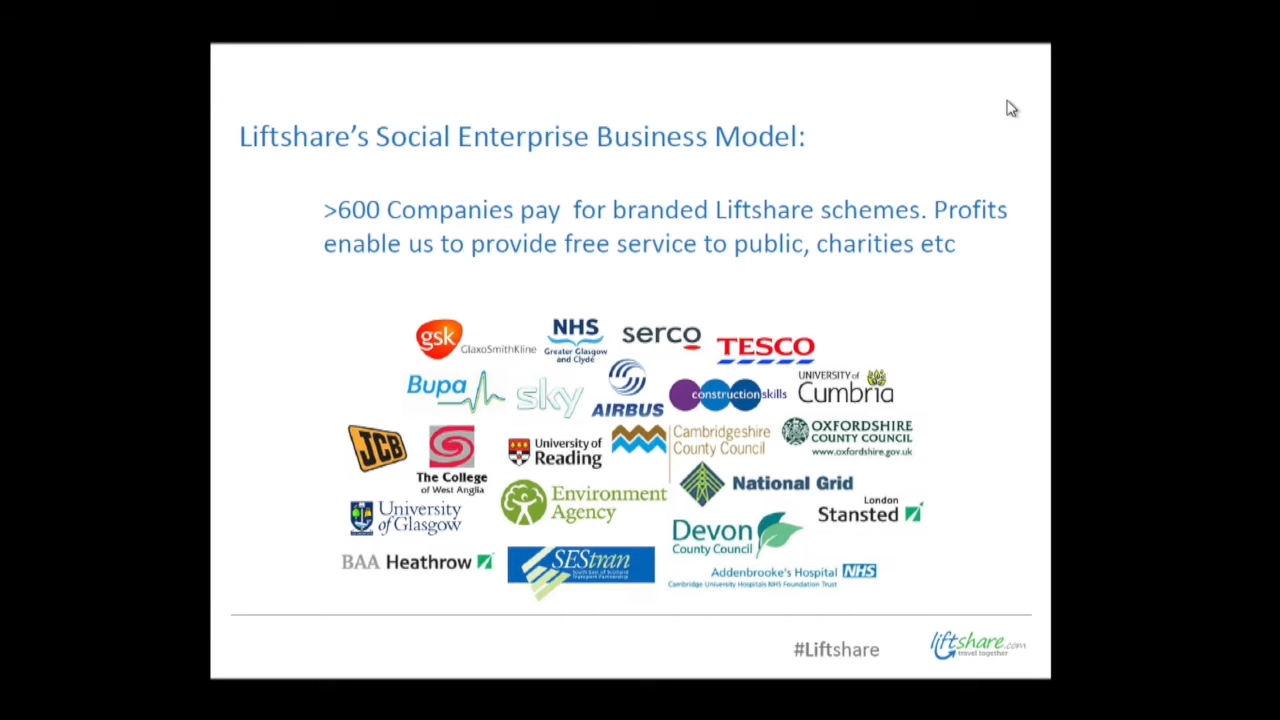 Liftshare's Social Enterprise Business Model:
>600 Companies pay for branded Liftshare schemes. Profits
enable us to provide free service to public, charities etc
gsk
GlaxoSmithKline
NHS
Greater Glasgow
and Clyde
serco
TESCO
Bupa
sky
AIRBUS
constructionskills
UNIVERSITY of
Cumbria
JCB
The College
of West Anglia
University of
Reading
Cambridgeshire
County Council
OXFORDSHIRE
COUNTY COUNCIL
www.oxfordshire.gov.uk
University
of Glasgow
Environment
Agency
National Grid
London
Stansted
Devon
County Council
BAA Heathrow
SEStran
South East of Scotland
Transport Partnership
Addenbrooke's Hospital NHS
Cambridge University Hospitals NHS Foundation Trust
#Liftshare
liftshare.com
travel together